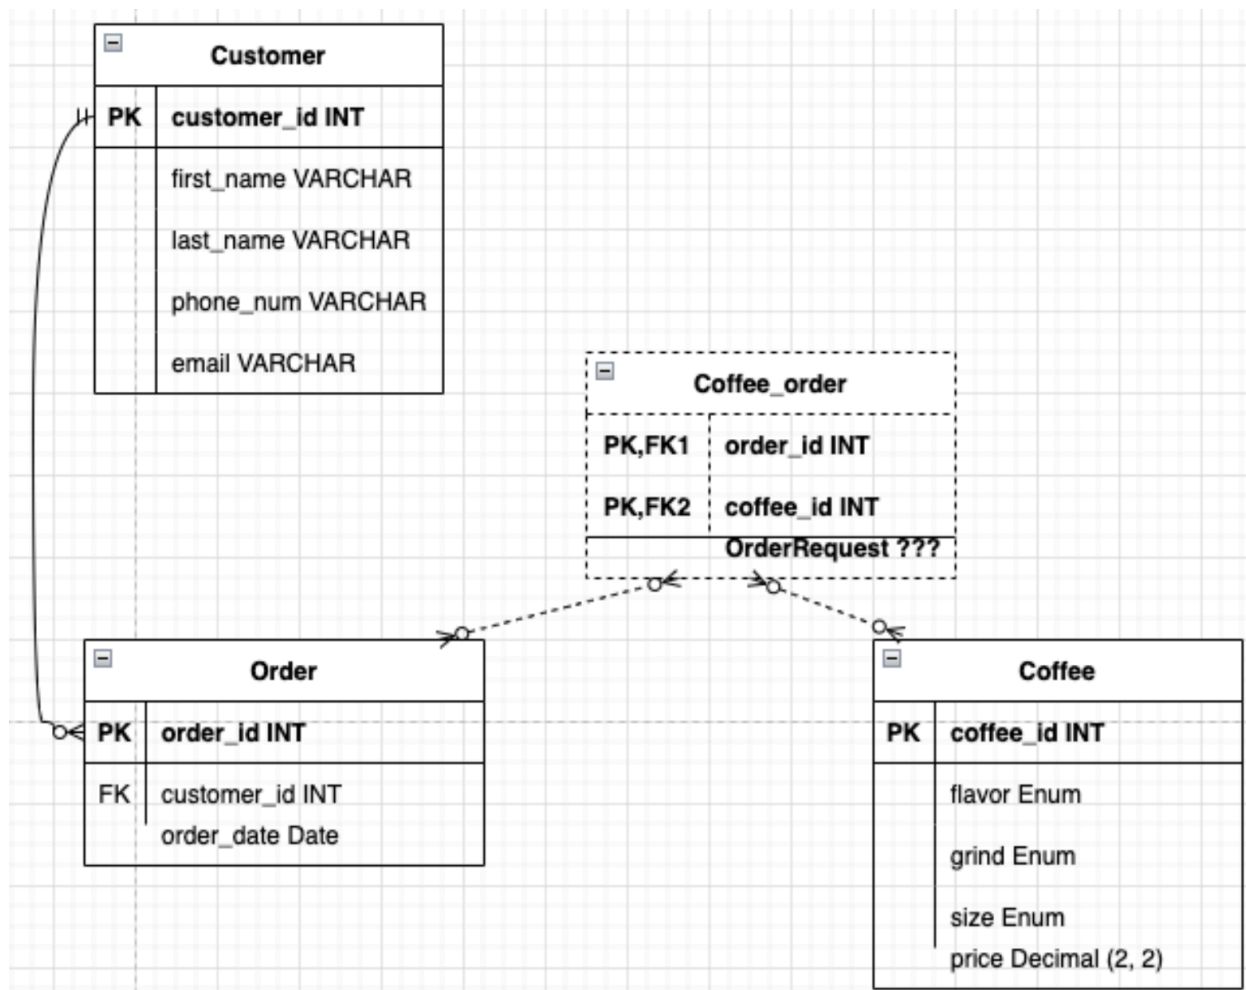 Customer
PK customer_id INT
first_name VARCHAR
last_name VARCHAR
phone_num VARCHAR
email VARCHAR
Coffee_order
PK,FK1 order_id INT
PK,FK2 coffee_id INT
OrderRequest ???
Order
PK order_id INT
FK customer_id INT
order_date Date
Coffee
PK coffee_id INT
flavor Enum
grind Enum
size Enum
price Decimal (2, 2)